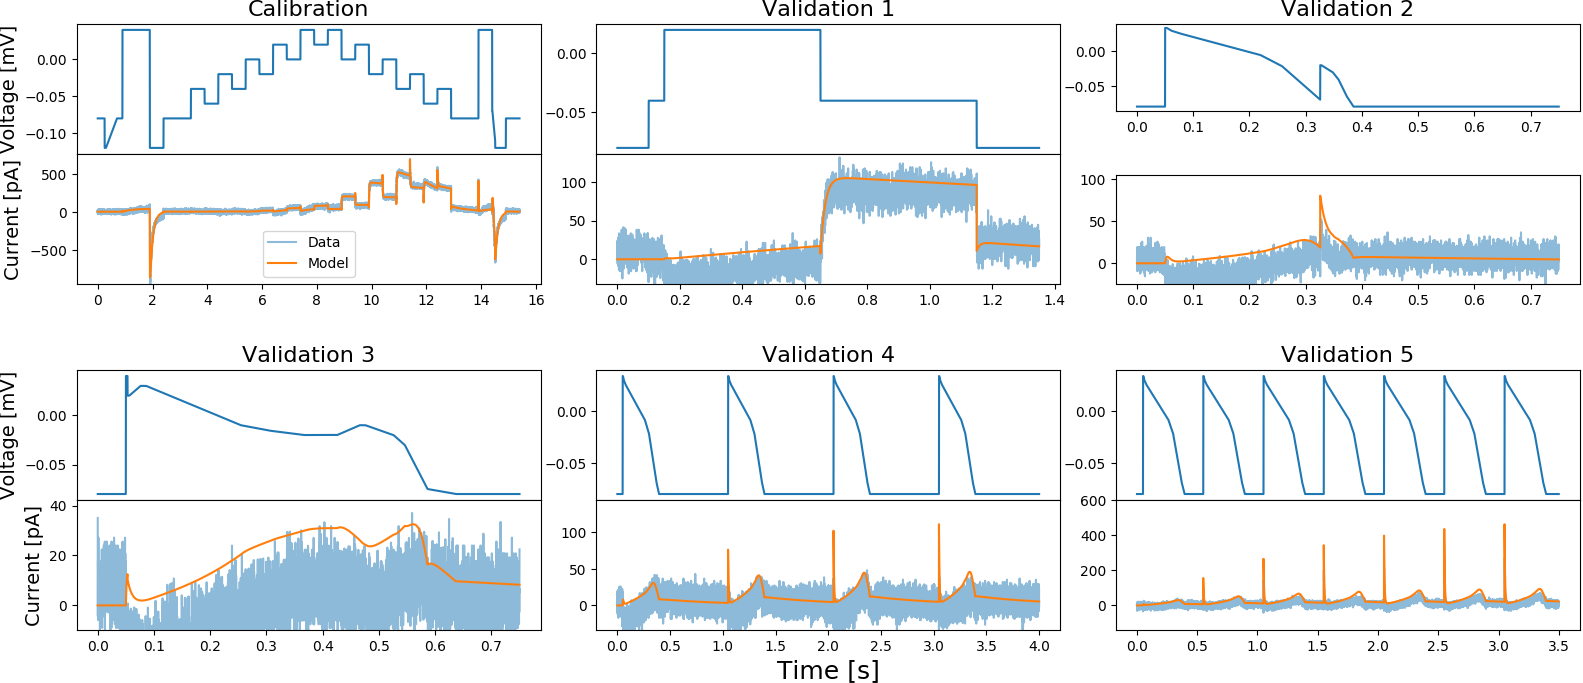 Calibration
Validation 1
Validation 2
Voltage [mV]
0.00
−0.05
−0.10
0.00
−0.05
0.00
−0.05
0.0 0.1 0.2 0.3 0.4 0.5 0.6 0.7
Current [pA]
500
0
−500
Data
Model
100
50
0
100
50
0
0 2 4 6 8 10 12 14 16
0.0 0.2 0.4 0.6 0.8 1.0 1.2 1.4
0.0 0.1 0.2 0.3 0.4 0.5 0.6 0.7
Validation 3
Validation 4
Validation 5
Voltage [mV]
0.00
−0.05
0.00
−0.05
0.00
−0.05
Current [pA]
40
20
0
100
50
0
600
400
200
0
0.0 0.1 0.2 0.3 0.4 0.5 0.6 0.7
0.0 0.5 1.0 1.5 2.0 2.5 3.0 3.5 4.0
0.0 0.5 1.0 1.5 2.0 2.5 3.0 3.5
Time [s]